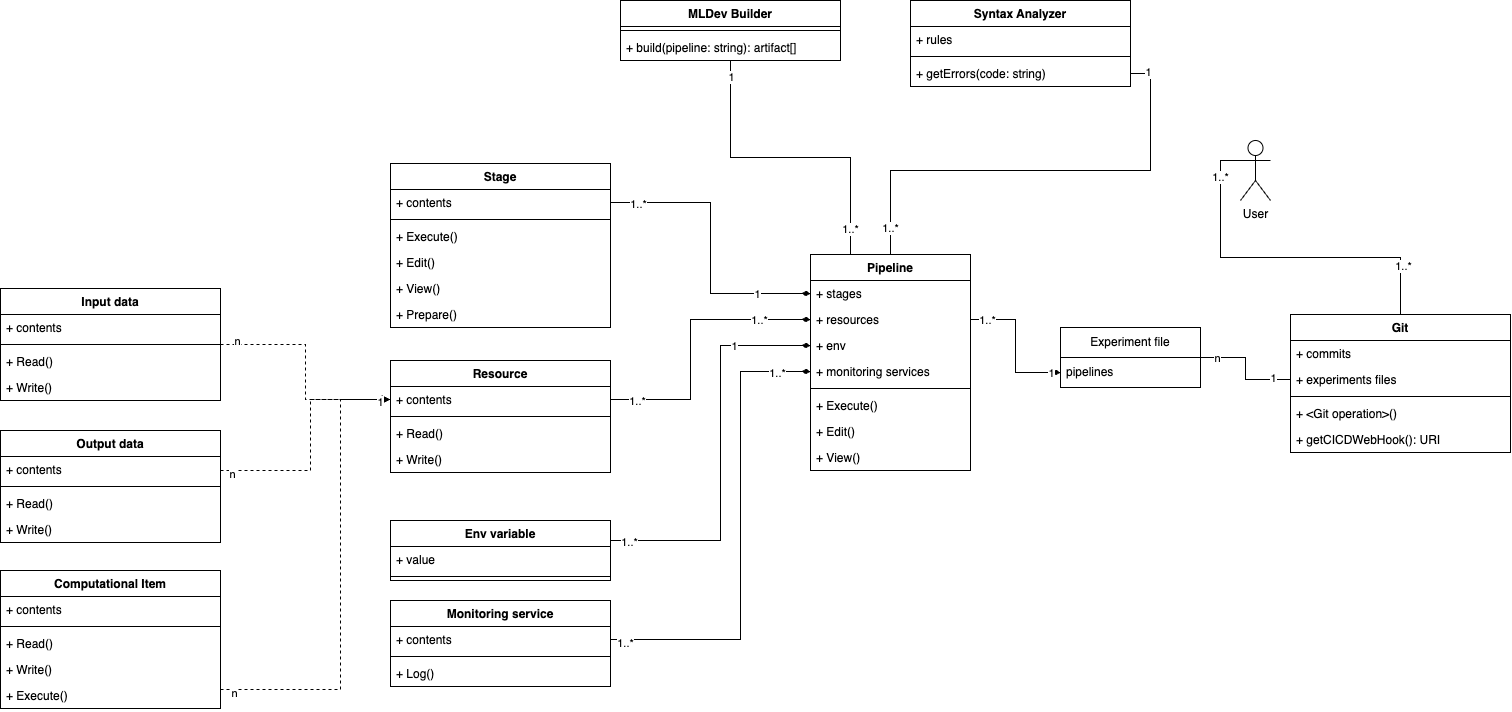 MLDev Builder
+ build(pipeline: string): artifact[]
1
1..*
Syntax Analyzer
+ rules
+ getErrors(code: string)
1
1..*
1..*
User
1..*
Stage
+ contents
+ Execute()
+ Edit()
+ View()
+ Prepare()
1..*
1
Input data
+ contents
+ Read()
+ Write()
n
Output data
+ contents
+ Read()
+ Write()
n
Computational Item
+ contents
+ Read()
+ Write()
+ Execute()
n
1
Resource
+ contents
+ Read()
+ Write()
1..*
1..*
Env variable
+ value
1..*
1
Monitoring service
+ contents
+ Log()
1..*
1..*
Pipeline
+ stages
+ resources
+ env
+ monitoring services
+ Execute()
+ Edit()
+ View()
1..*
1
Experiment file
pipelines
n
1
Git
+ commits
+ experiments files
+ <Git operation>()
+ getCICDWebHook(): URI